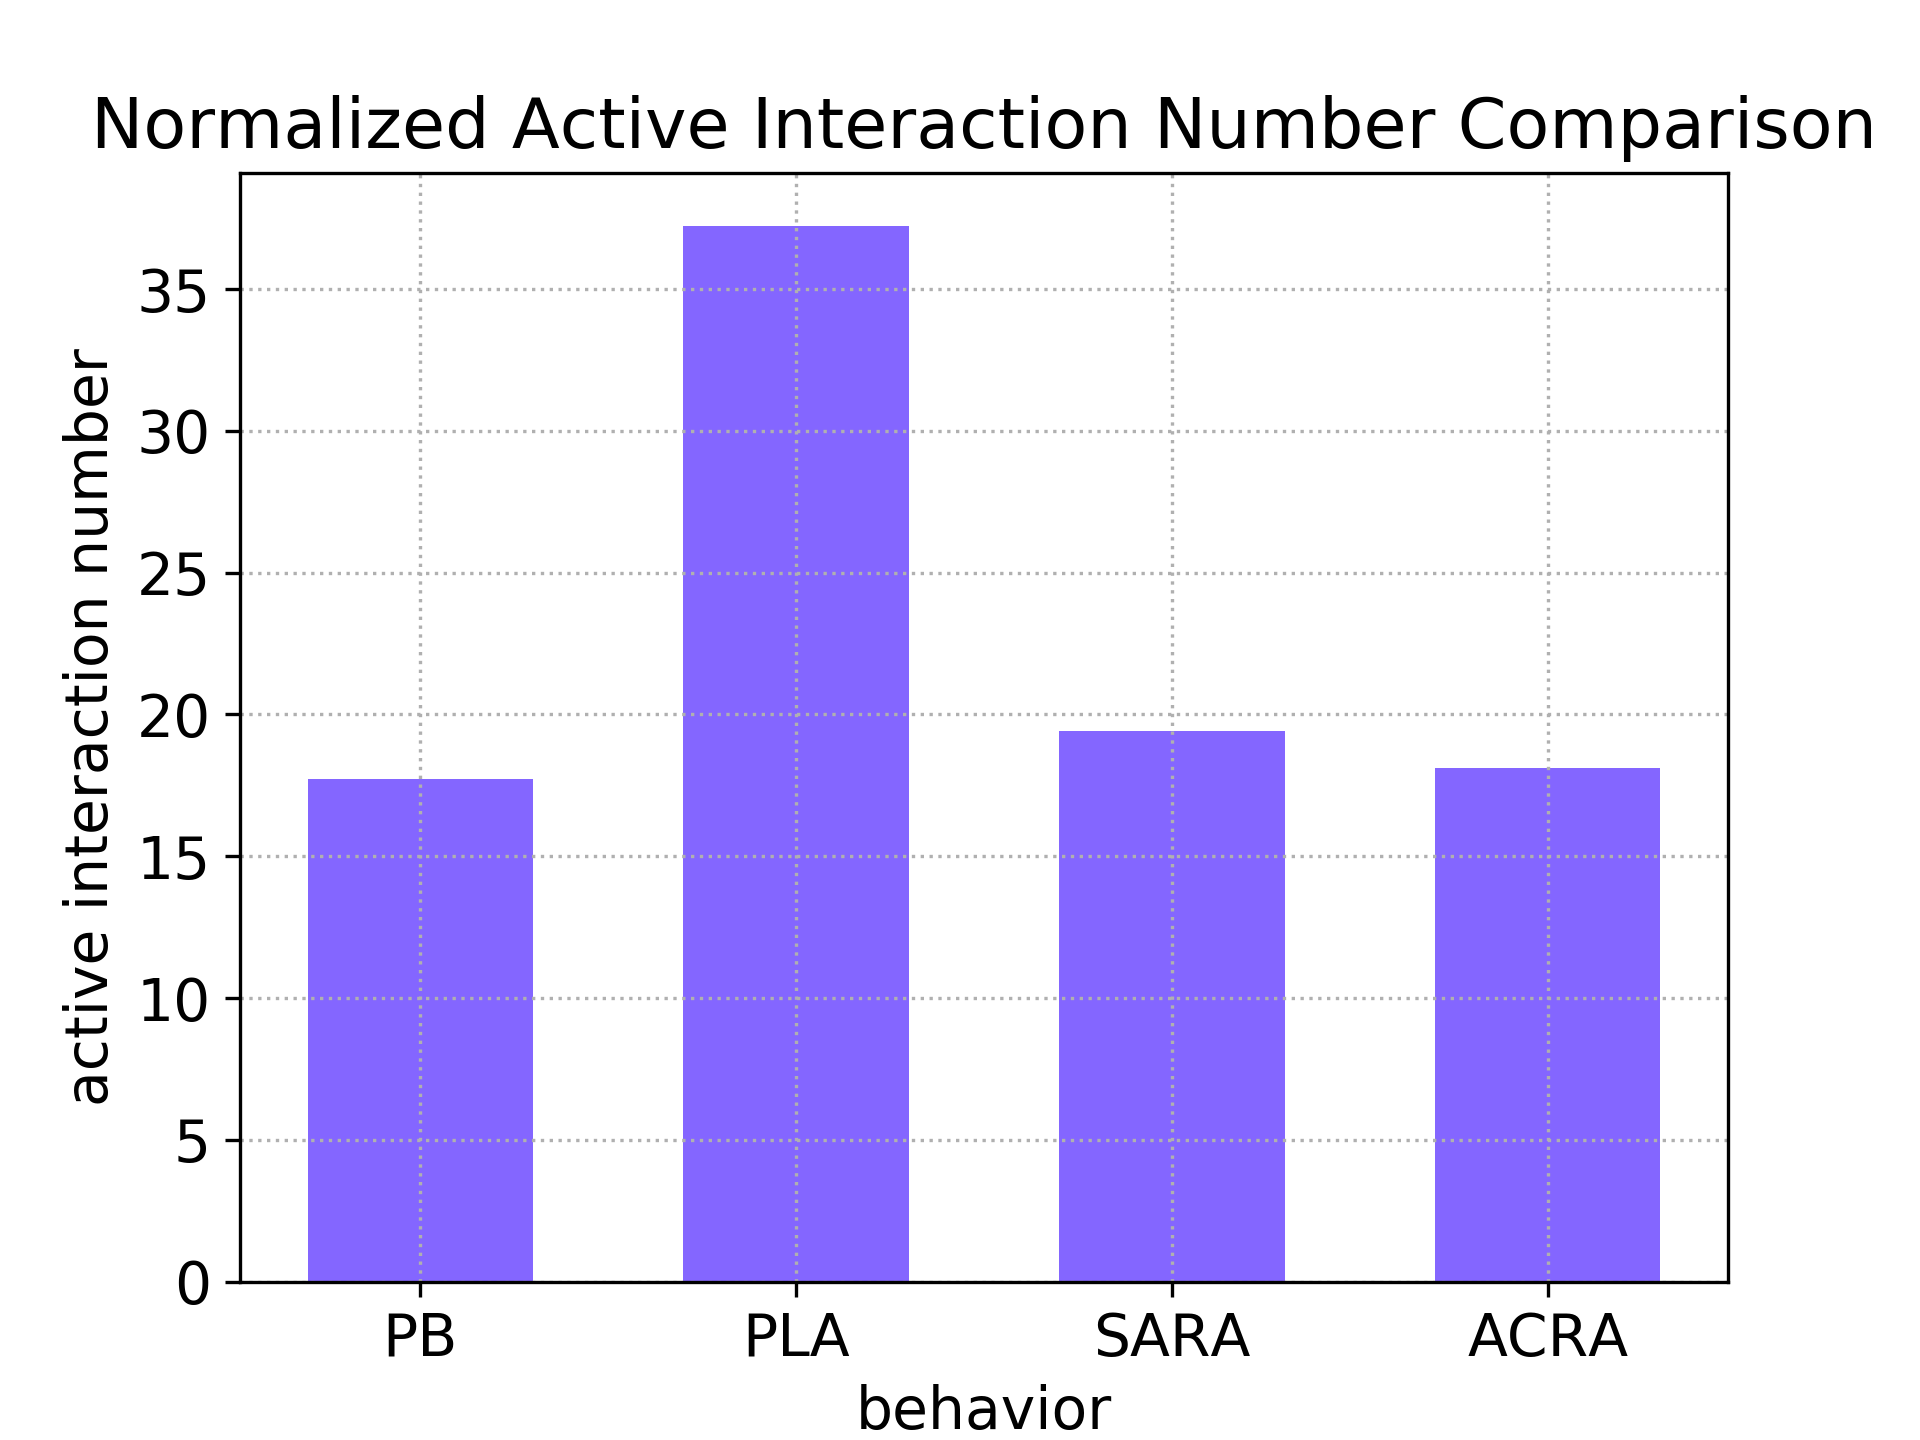 Normalized Active Interaction Number Comparison
active interaction number
35
30
25
20
15
10
5
0
PB PLA SARA ACRA
behavior